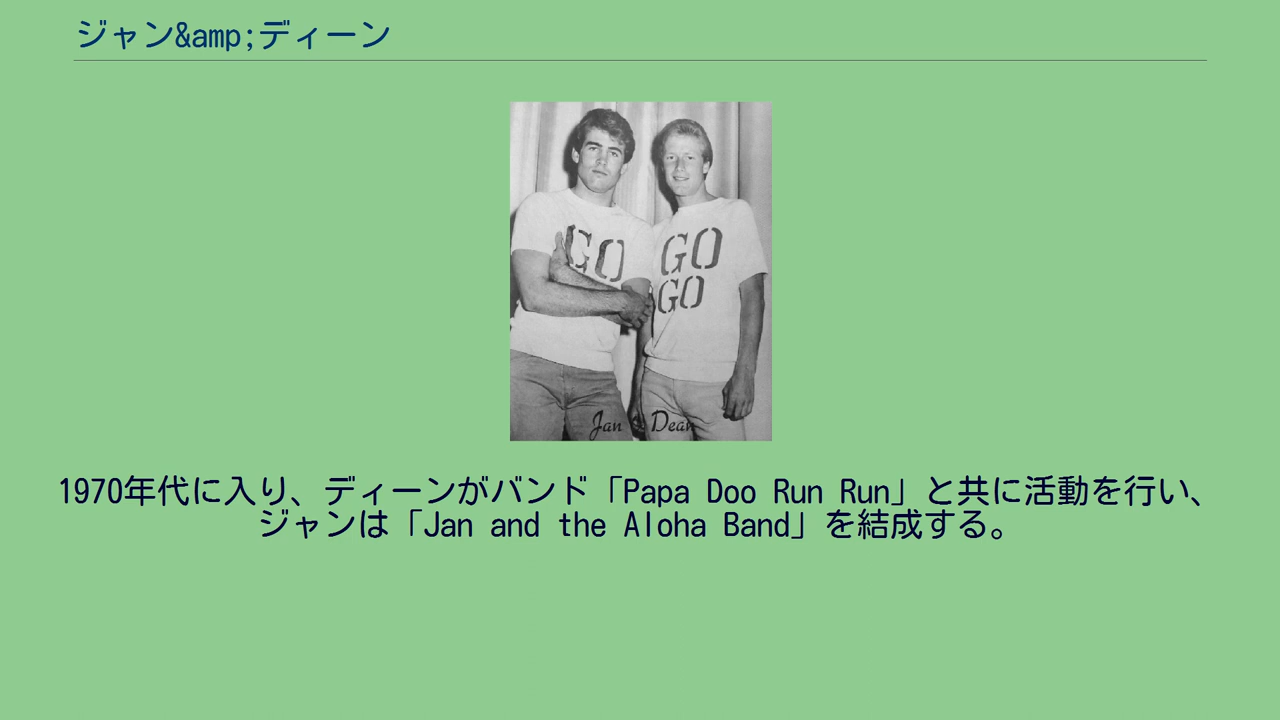 ジャン&amp;ディーン
GO GO
GO
Jan & Dean
1970年代に入り、ディーンがバンド「Papa Doo Run Run」と共に活動を行い、
ジャンは「Jan and the Aloha Band」を結成する。